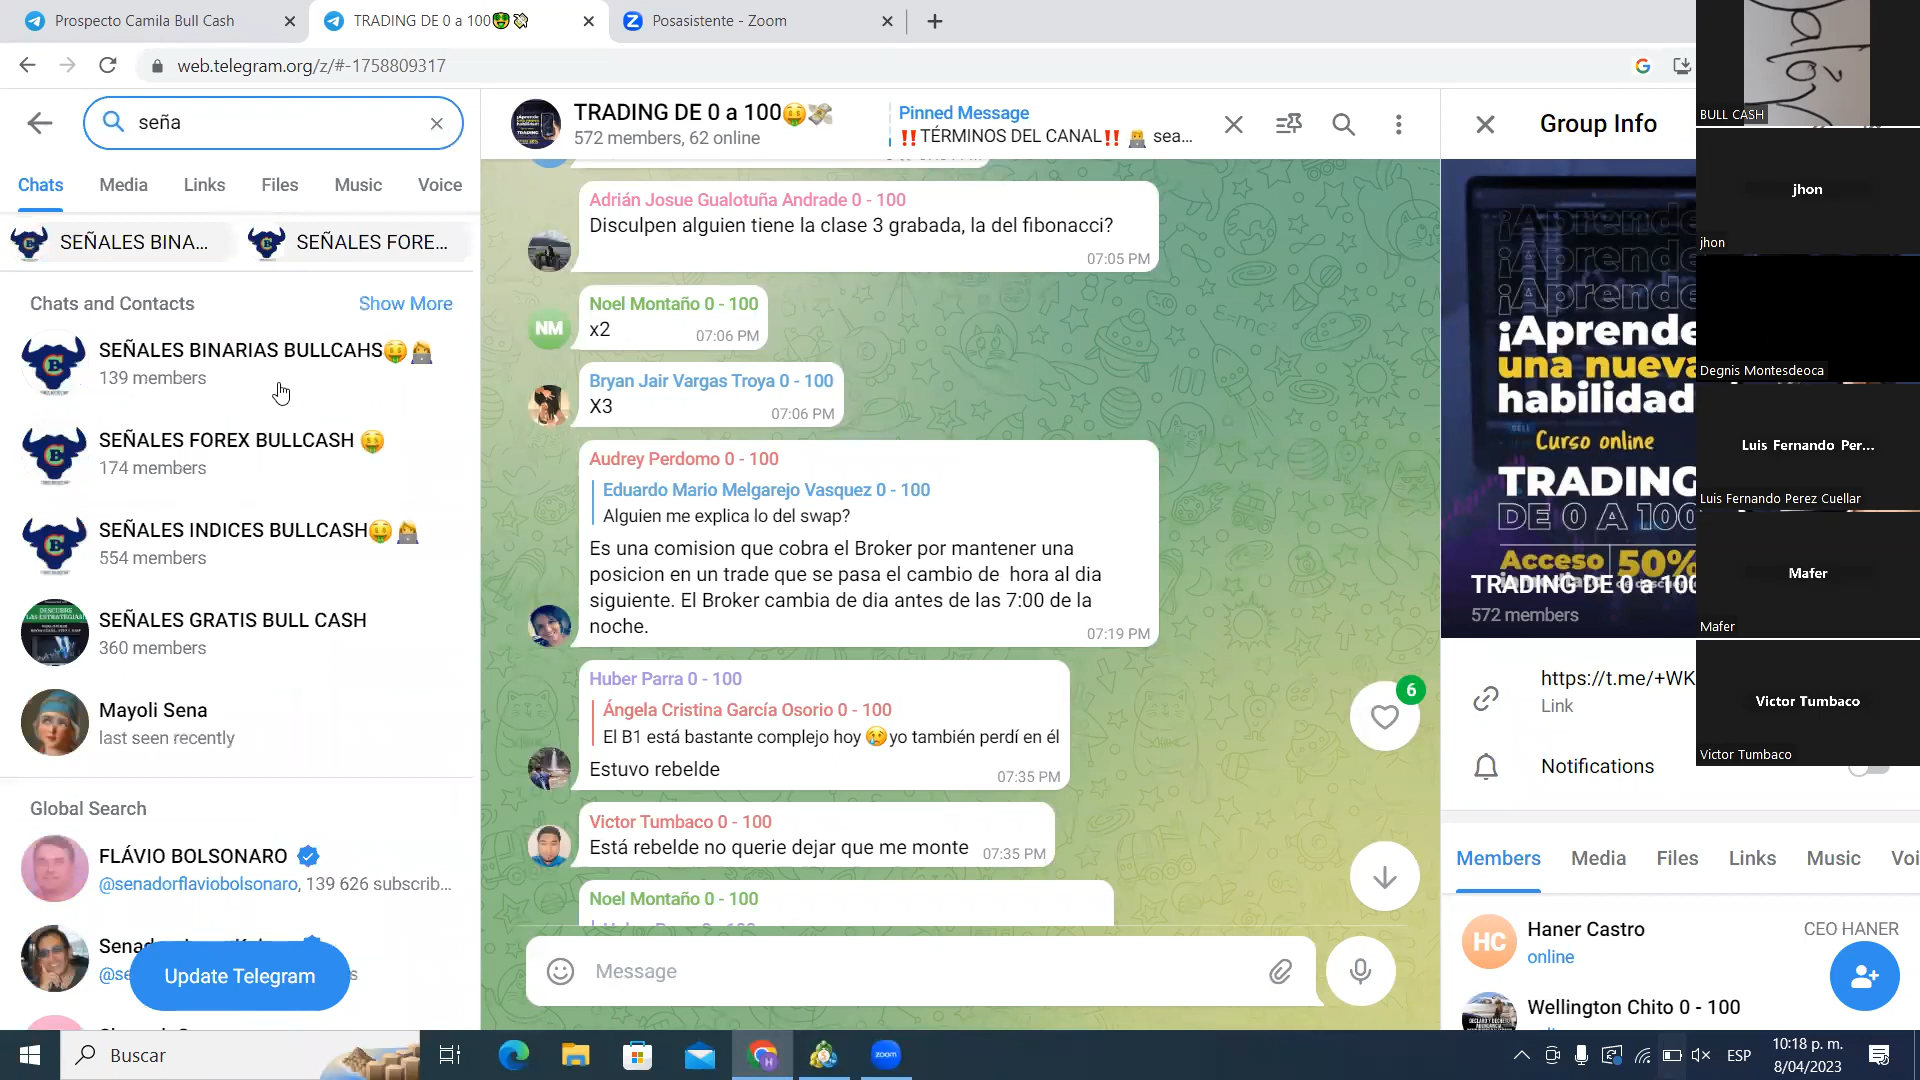 Prospecto Camila Bull Cash
TRADING DE 0 a 100🤑💸
Posasistente - Zoom
web.telegram.org/z/#-1758809317
seña
Chats
Media
Links
Files
Music
Voice
SEÑALES BINA...
SEÑALES FORE...
Chats and Contacts
Show More
SEÑALES BINARIAS BULLCAHS🤑👩‍💻
139 members
SEÑALES FOREX BULLCASH 🤑
174 members
SEÑALES INDICES BULLCASH🤑👩‍💻
554 members
SEÑALES GRATIS BULL CASH
360 members
Mayoli Sena
last seen recently
Global Search
FLÁVIO BOLSONARO
@senadorflaviobolsonaro, 139 626 subscrib...
Update Telegram
TRADING DE 0 a 100🤑💸
572 members, 62 online
Pinned Message
‼️TÉRMINOS DEL CANAL‼️ 👨‍💻 sea...
Adrián Josue Gualotuña Andrade 0 - 100
Disculpen alguien tiene la clase 3 grabada, la del fibonacci?
07:05 PM
NM
Noel Montaño 0 - 100
x2
07:06 PM
Bryan Jair Vargas Troya 0 - 100
X3
07:06 PM
Audrey Perdomo 0 - 100
Eduardo Mario Melgarejo Vasquez 0 - 100
Alguien me explica lo del swap?
Es una comision que cobra el Broker por mantener una
posicion en un trade que se pasa el cambio de hora al dia
siguiente. El Broker cambia de dia antes de las 7:00 de la
noche.
07:19 PM
Huber Parra 0 - 100
Ángela Cristina García Osorio 0 - 100
El B1 está bastante complejo hoy 😢yo también perdí en él
Estuvo rebelde
07:35 PM
Victor Tumbaco 0 - 100
Está rebelde no querie dejar que me monte
07:35 PM
Noel Montaño 0 - 100
6
Message
Group Info
¡Aprende
¡Aprende
¡Aprende
¡Aprende
una nueva
habilidad
Curso online
TRADING
DE 0 A 100
Acceso
50%
TRADING DE 0 a 100
572 members
https://t.me/+WK
Link
Notifications
Members
Media
Files
Links
Music
Voi
HC
Haner Castro
CEO HANER
online
Wellington Chito 0 - 100
BULL CASH
jhon
jhon
Degnis Montesdeoca
Luis Fernando Per...
Luis Fernando Perez Cuellar
Mafer
Mafer
Victor Tumbaco
Victor Tumbaco
Buscar
zoom
ESP
10:18 p. m.
8/04/2023